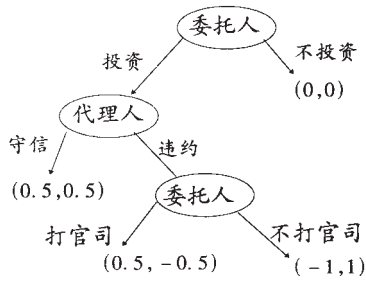 委托人
投资
不投资
(0,0)
代理人
守信
违约
(0.5,0.5)
委托人
打官司
不打官司
(0.5,-0.5)
(-1,1)